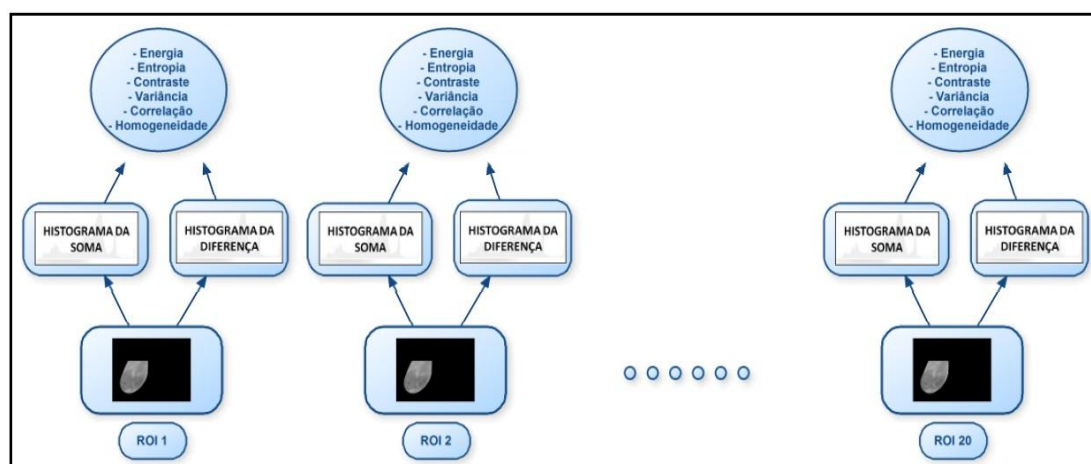 - Energia
- Entropia
- Contraste
- Variância
- Correlação
- Homogeneidade
- Energia
- Entropia
- Contraste
- Variância
- Correlação
- Homogeneidade
- Energia
- Entropia
- Contraste
- Variância
- Correlação
- Homogeneidade
HISTOGRAMA DA
SOMA
HISTOGRAMA DA
DIFERENÇA
HISTOGRAMA DA
SOMA
HISTOGRAMA DA
DIFERENÇA
HISTOGRAMA DA
SOMA
HISTOGRAMA DA
DIFERENÇA
ROI 1
ROI 2
ROI 20